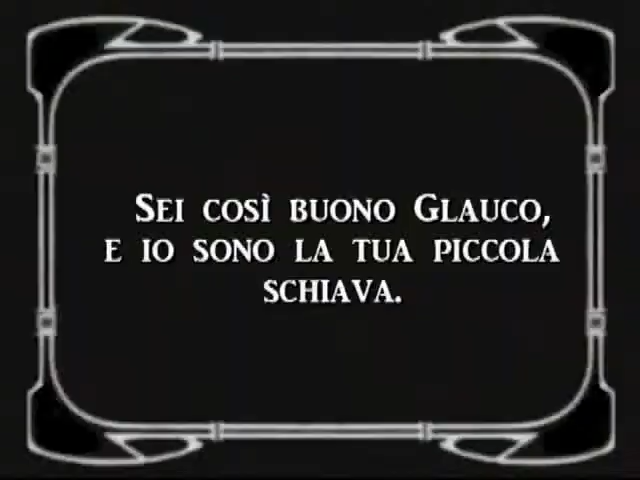 Sei così buono Glauco,
e io sono la tua piccola
schiava.